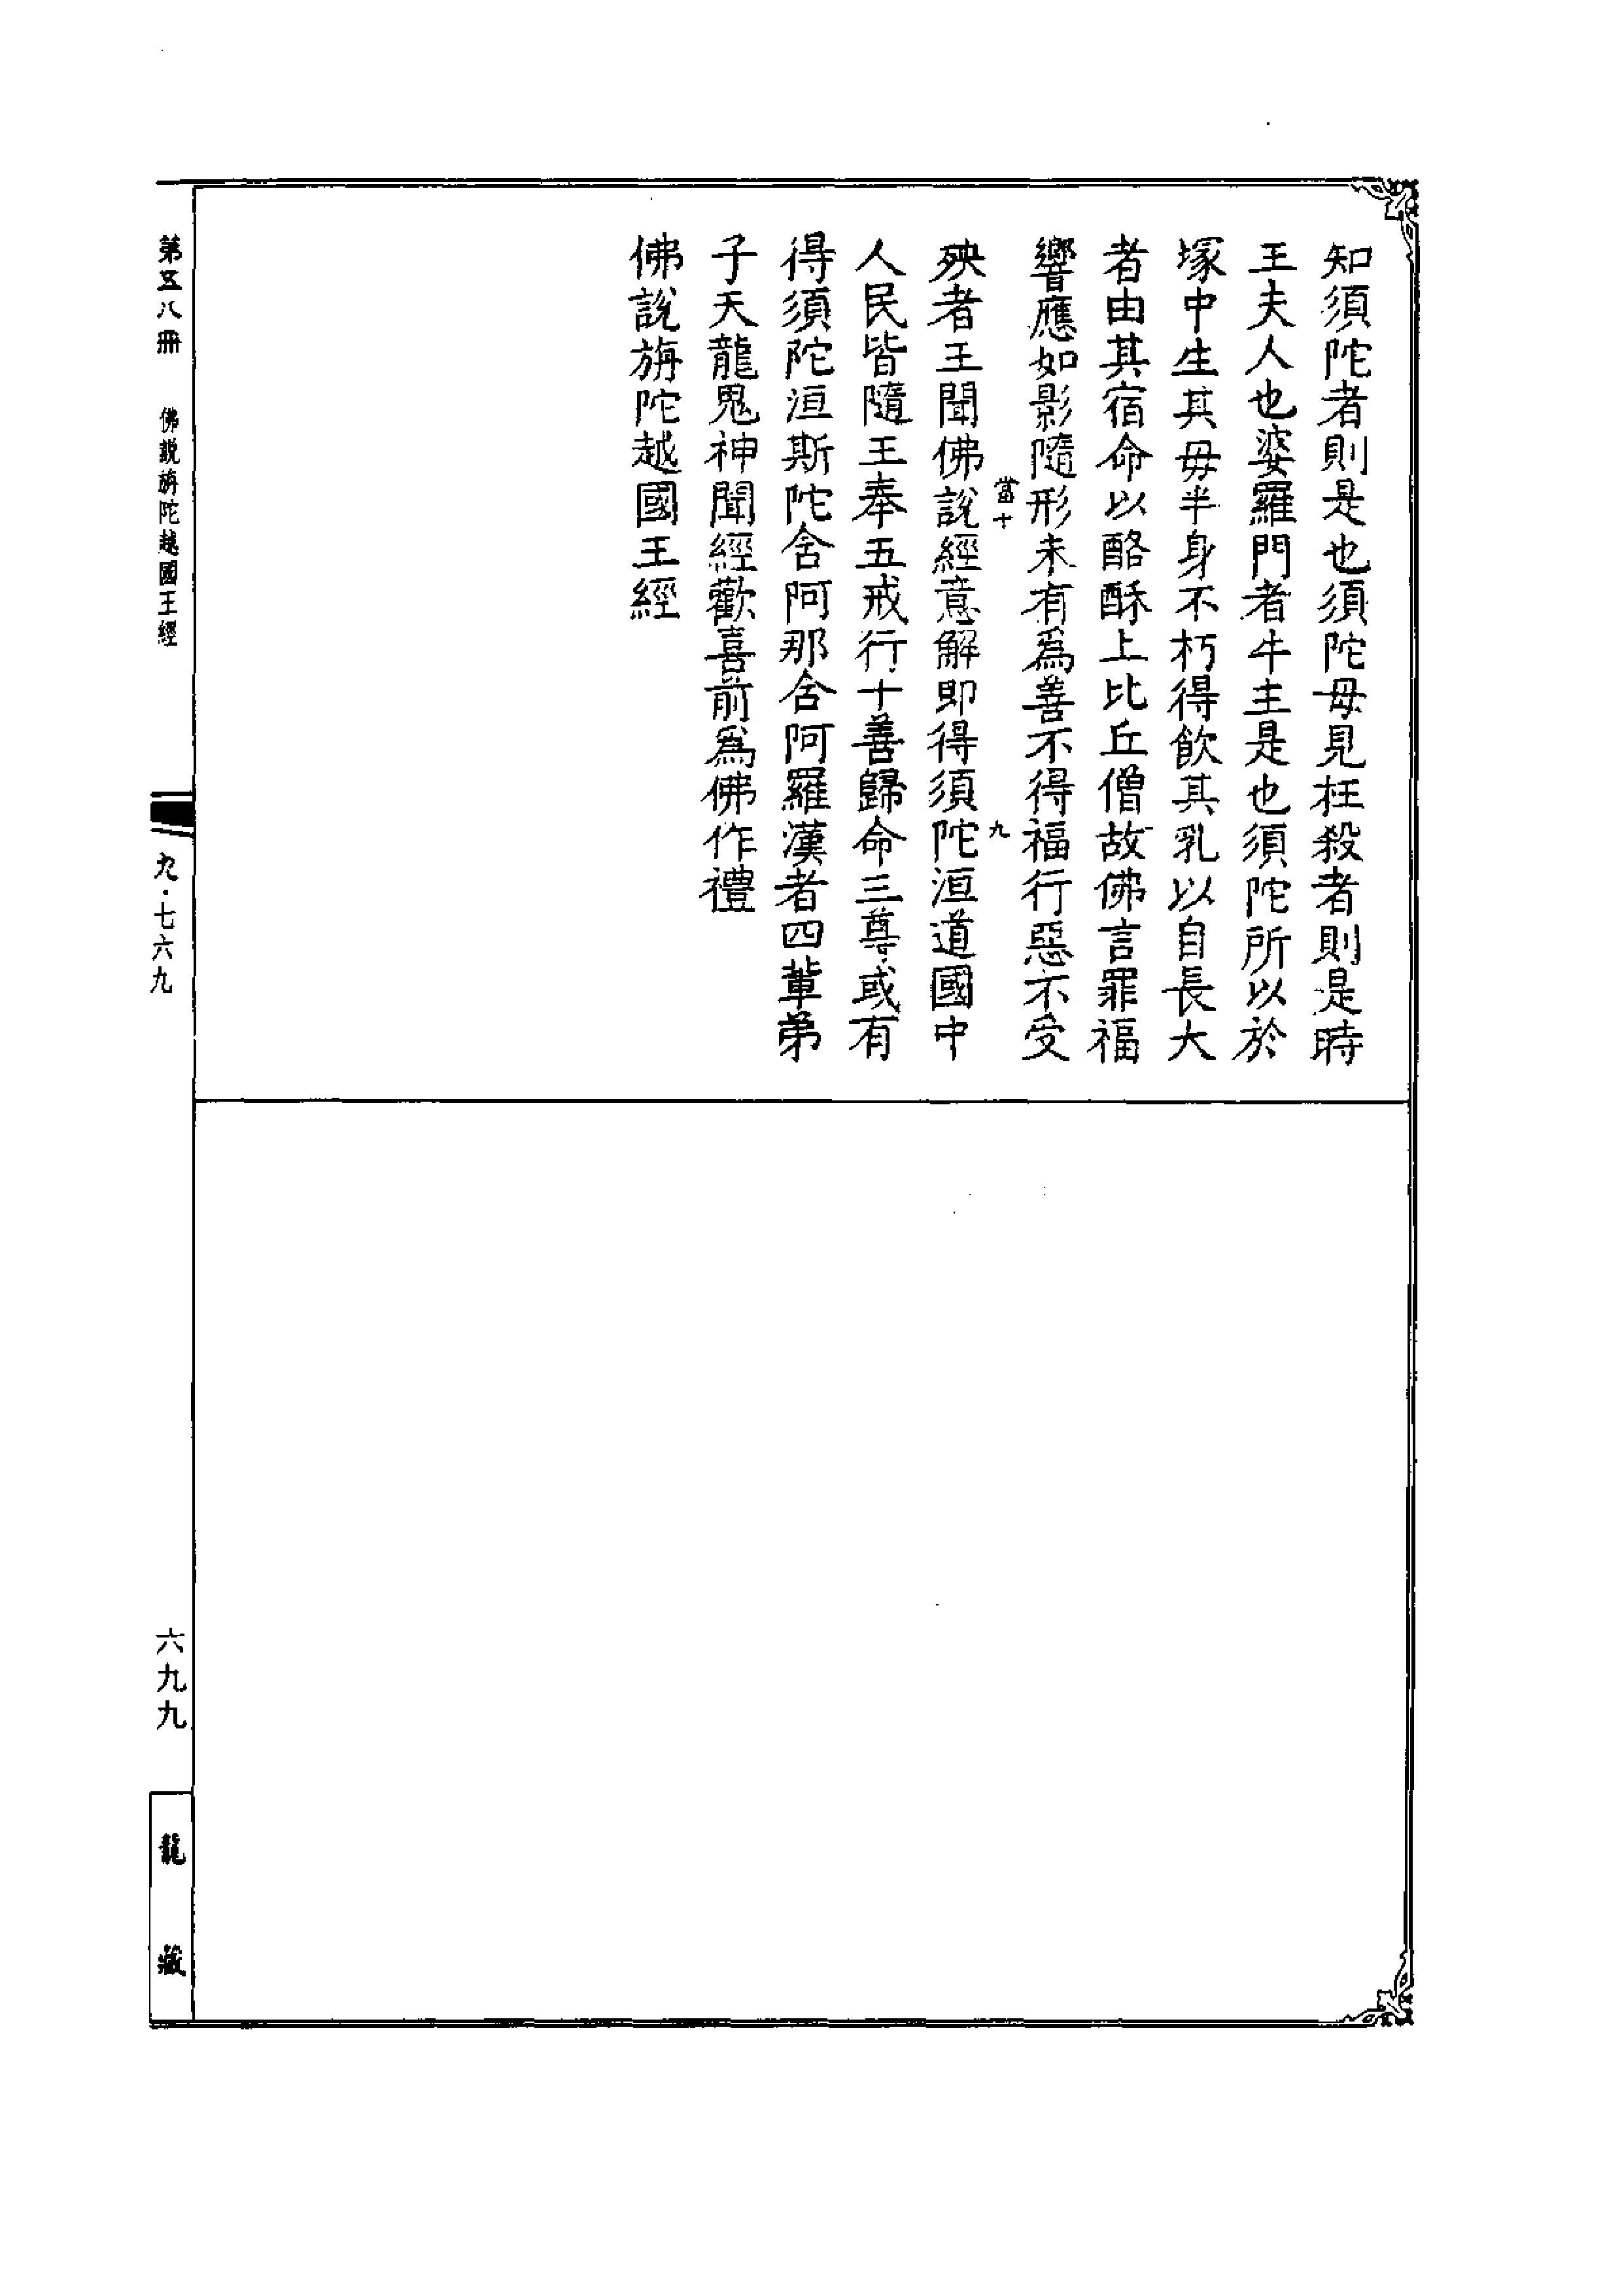 知須陀者則是也須陀母見枉殺者則是時
王夫人也婆羅門者牛主是也須陀所以於
塚中生其母半身不朽得飲其乳以自長大
者由其宿命以酪酥上比丘僧故佛言罪福
響應如影隨形未有為善不得福行惡不受
當十
九
殃者王聞佛說經意解即得須陀洹道國中
人民皆隨王奉五戒行十善歸命三尊或有
得須陀洹斯陀含阿那含阿羅漢者四輩弟
子天龍鬼神聞經歡喜前為佛作禮
佛說旃陀越國王經
第五八冊
佛説旃陀越國王經
九·七六九
六九九
龍藏